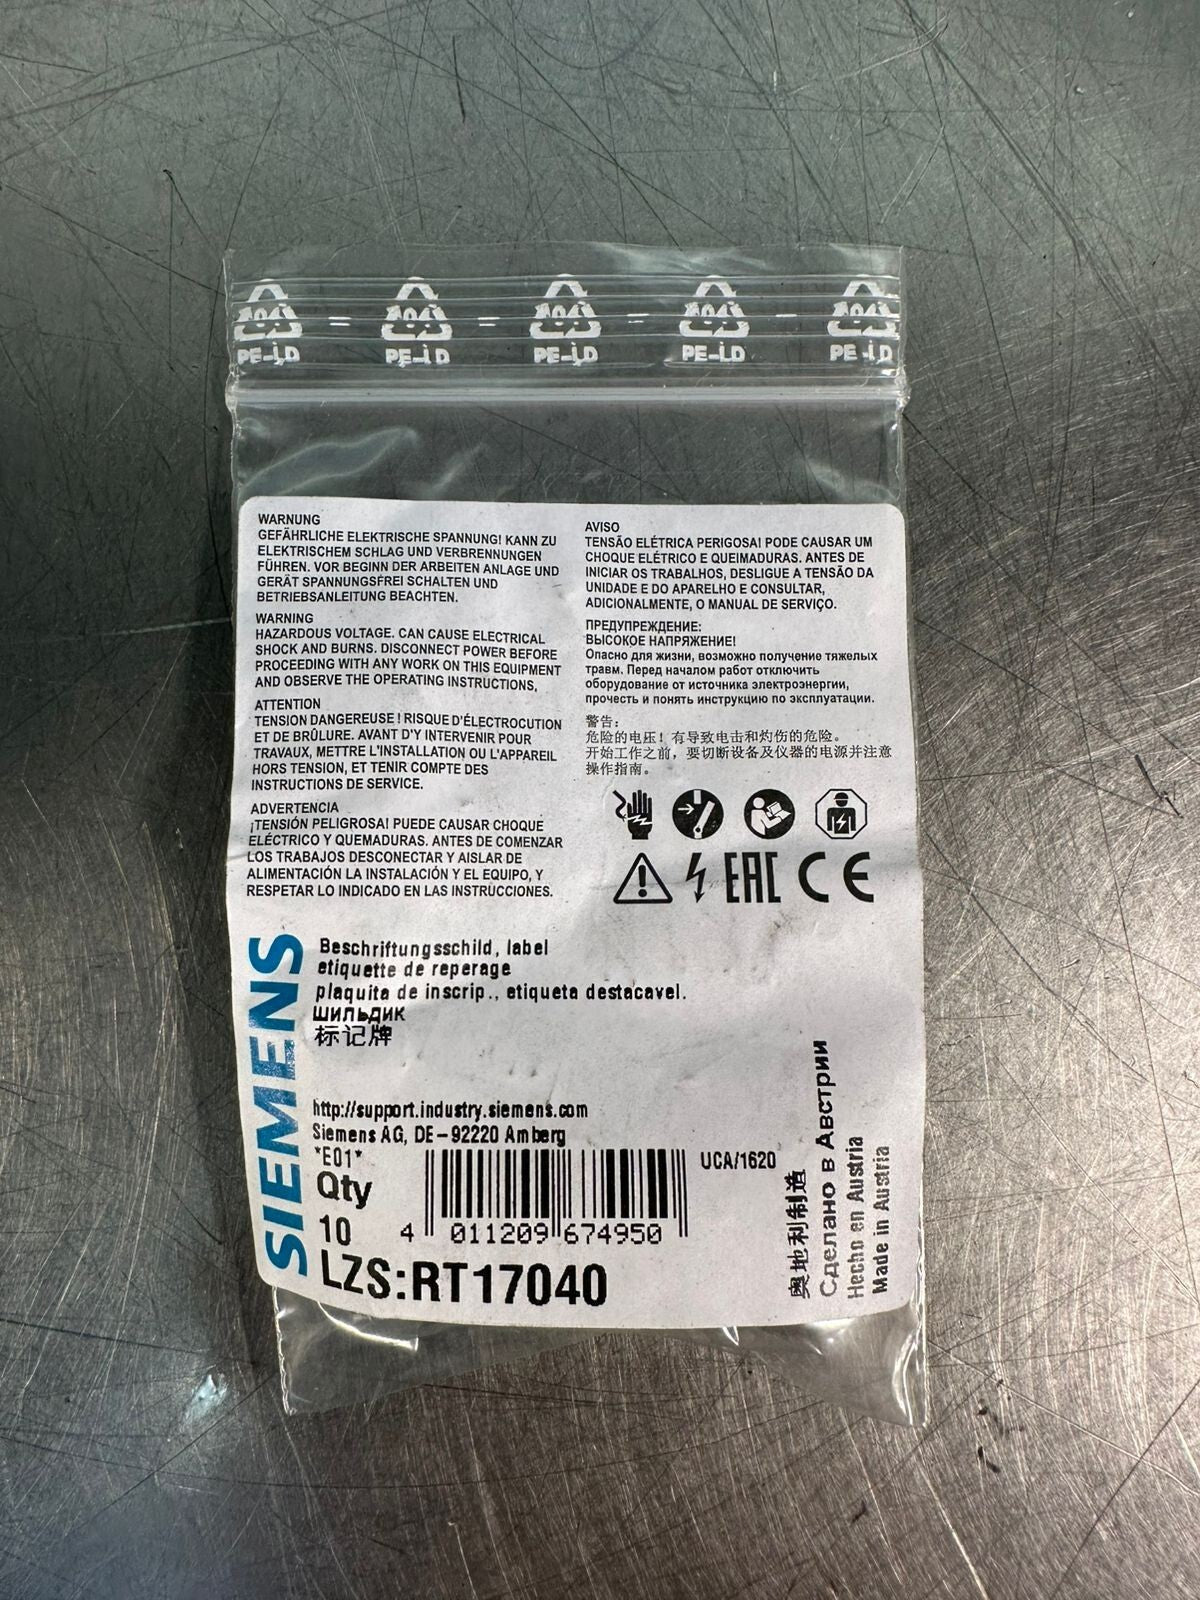 04
PE-LD
04
PE-LD
04
PE-LD
04
PE-LD
04
PE-LD
WARNUNG
GEFÄHRLICHE ELEKTRISCHE SPANNUNG! KANN ZU
ELEKTRISCHEM SCHLAG UND VERBRENNUNGEN
FÜHREN. VOR BEGINN DER ARBEITEN ANLAGE UND
GERÄT SPANNUNGSFREI SCHALTEN UND
BETRIEBSANLEITUNG BEACHTEN.
WARNING
HAZARDOUS VOLTAGE. CAN CAUSE ELECTRICAL
SHOCK AND BURNS. DISCONNECT POWER BEFORE
PROCEEDING WITH ANY WORK ON THIS EQUIPMENT
AND OBSERVE THE OPERATING INSTRUCTIONS,
ATTENTION
TENSION DANGEREUSE ! RISQUE D'ÉLECTROCUTION
ET DE BRÛLURE. AVANT D'Y INTERVENIR POUR
TRAVAUX, METTRE L'INSTALLATION OU L'APPAREIL
HORS TENSION, ET TENIR COMPTE DES
INSTRUCTIONS DE SERVICE.
ADVERTENCIA
¡TENSIÓN PELIGROSA! PUEDE CAUSAR CHOQUE
ELÉCTRICO Y QUEMADURAS. ANTES DE COMENZAR
LOS TRABAJOS DESCONECTAR Y AISLAR DE
ALIMENTACIÓN LA INSTALACIÓN Y EL EQUIPO, Y
RESPETAR LO INDICADO EN LAS INSTRUCCIONES.
AVISO
TENSÃO ELÉTRICA PERIGOSA! PODE CAUSAR UM
CHOQUE ELÉTRICO E QUEIMADURAS. ANTES DE
INICIAR OS TRABALHOS, DESLIGUE A TENSÃO DA
UNIDADE E DO APARELHO E CONSULTAR,
ADICIONALMENTE, O MANUAL DE SERVIÇO.
ПРЕДУПРЕЖДЕНИЕ:
ВЫСОКОЕ НАПРЯЖЕНИЕ!
Опасно для жизни, возможно получение тяжелых
травм. Перед началом работ отключить
оборудование от источника электроэнергии,
прочесть и понять инструкцию по эксплуатации.
警告:
危险的电压! 有导致电击和灼伤的危险。
开始工作之前, 要切断设备及仪器的电源并注意
操作指南。
EAC CE
SIEMENS
Beschriftungsschild, label
etiquette de reperage
plaquita de inscrip., etiqueta destacavel.
шильдик
标记牌
http://support.industry.siemens.com
Siemens AG, DE-92220 Amberg
*E01*
UCA/1620
Qty
10
4 011209 674950
LZS:RT17040
奥地利制造
Сделано в Австрии
Hecho en Austria
Made in Austria